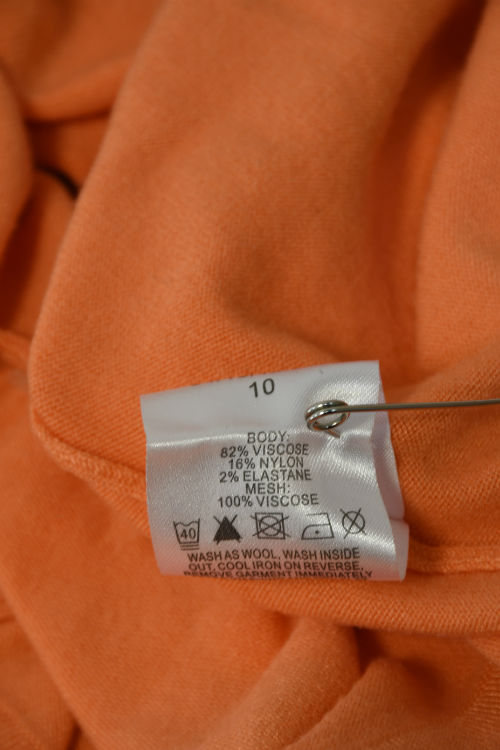 10
BODY:
82% VISCOSE
16% NYLON
2% ELASTANE
MESH:
100% VISCOSE
40
WASH AS WOOL, WASH INSIDE
OUT, COOL IRON ON REVERSE,
REMOVE GARMENT IMMEDIATELY